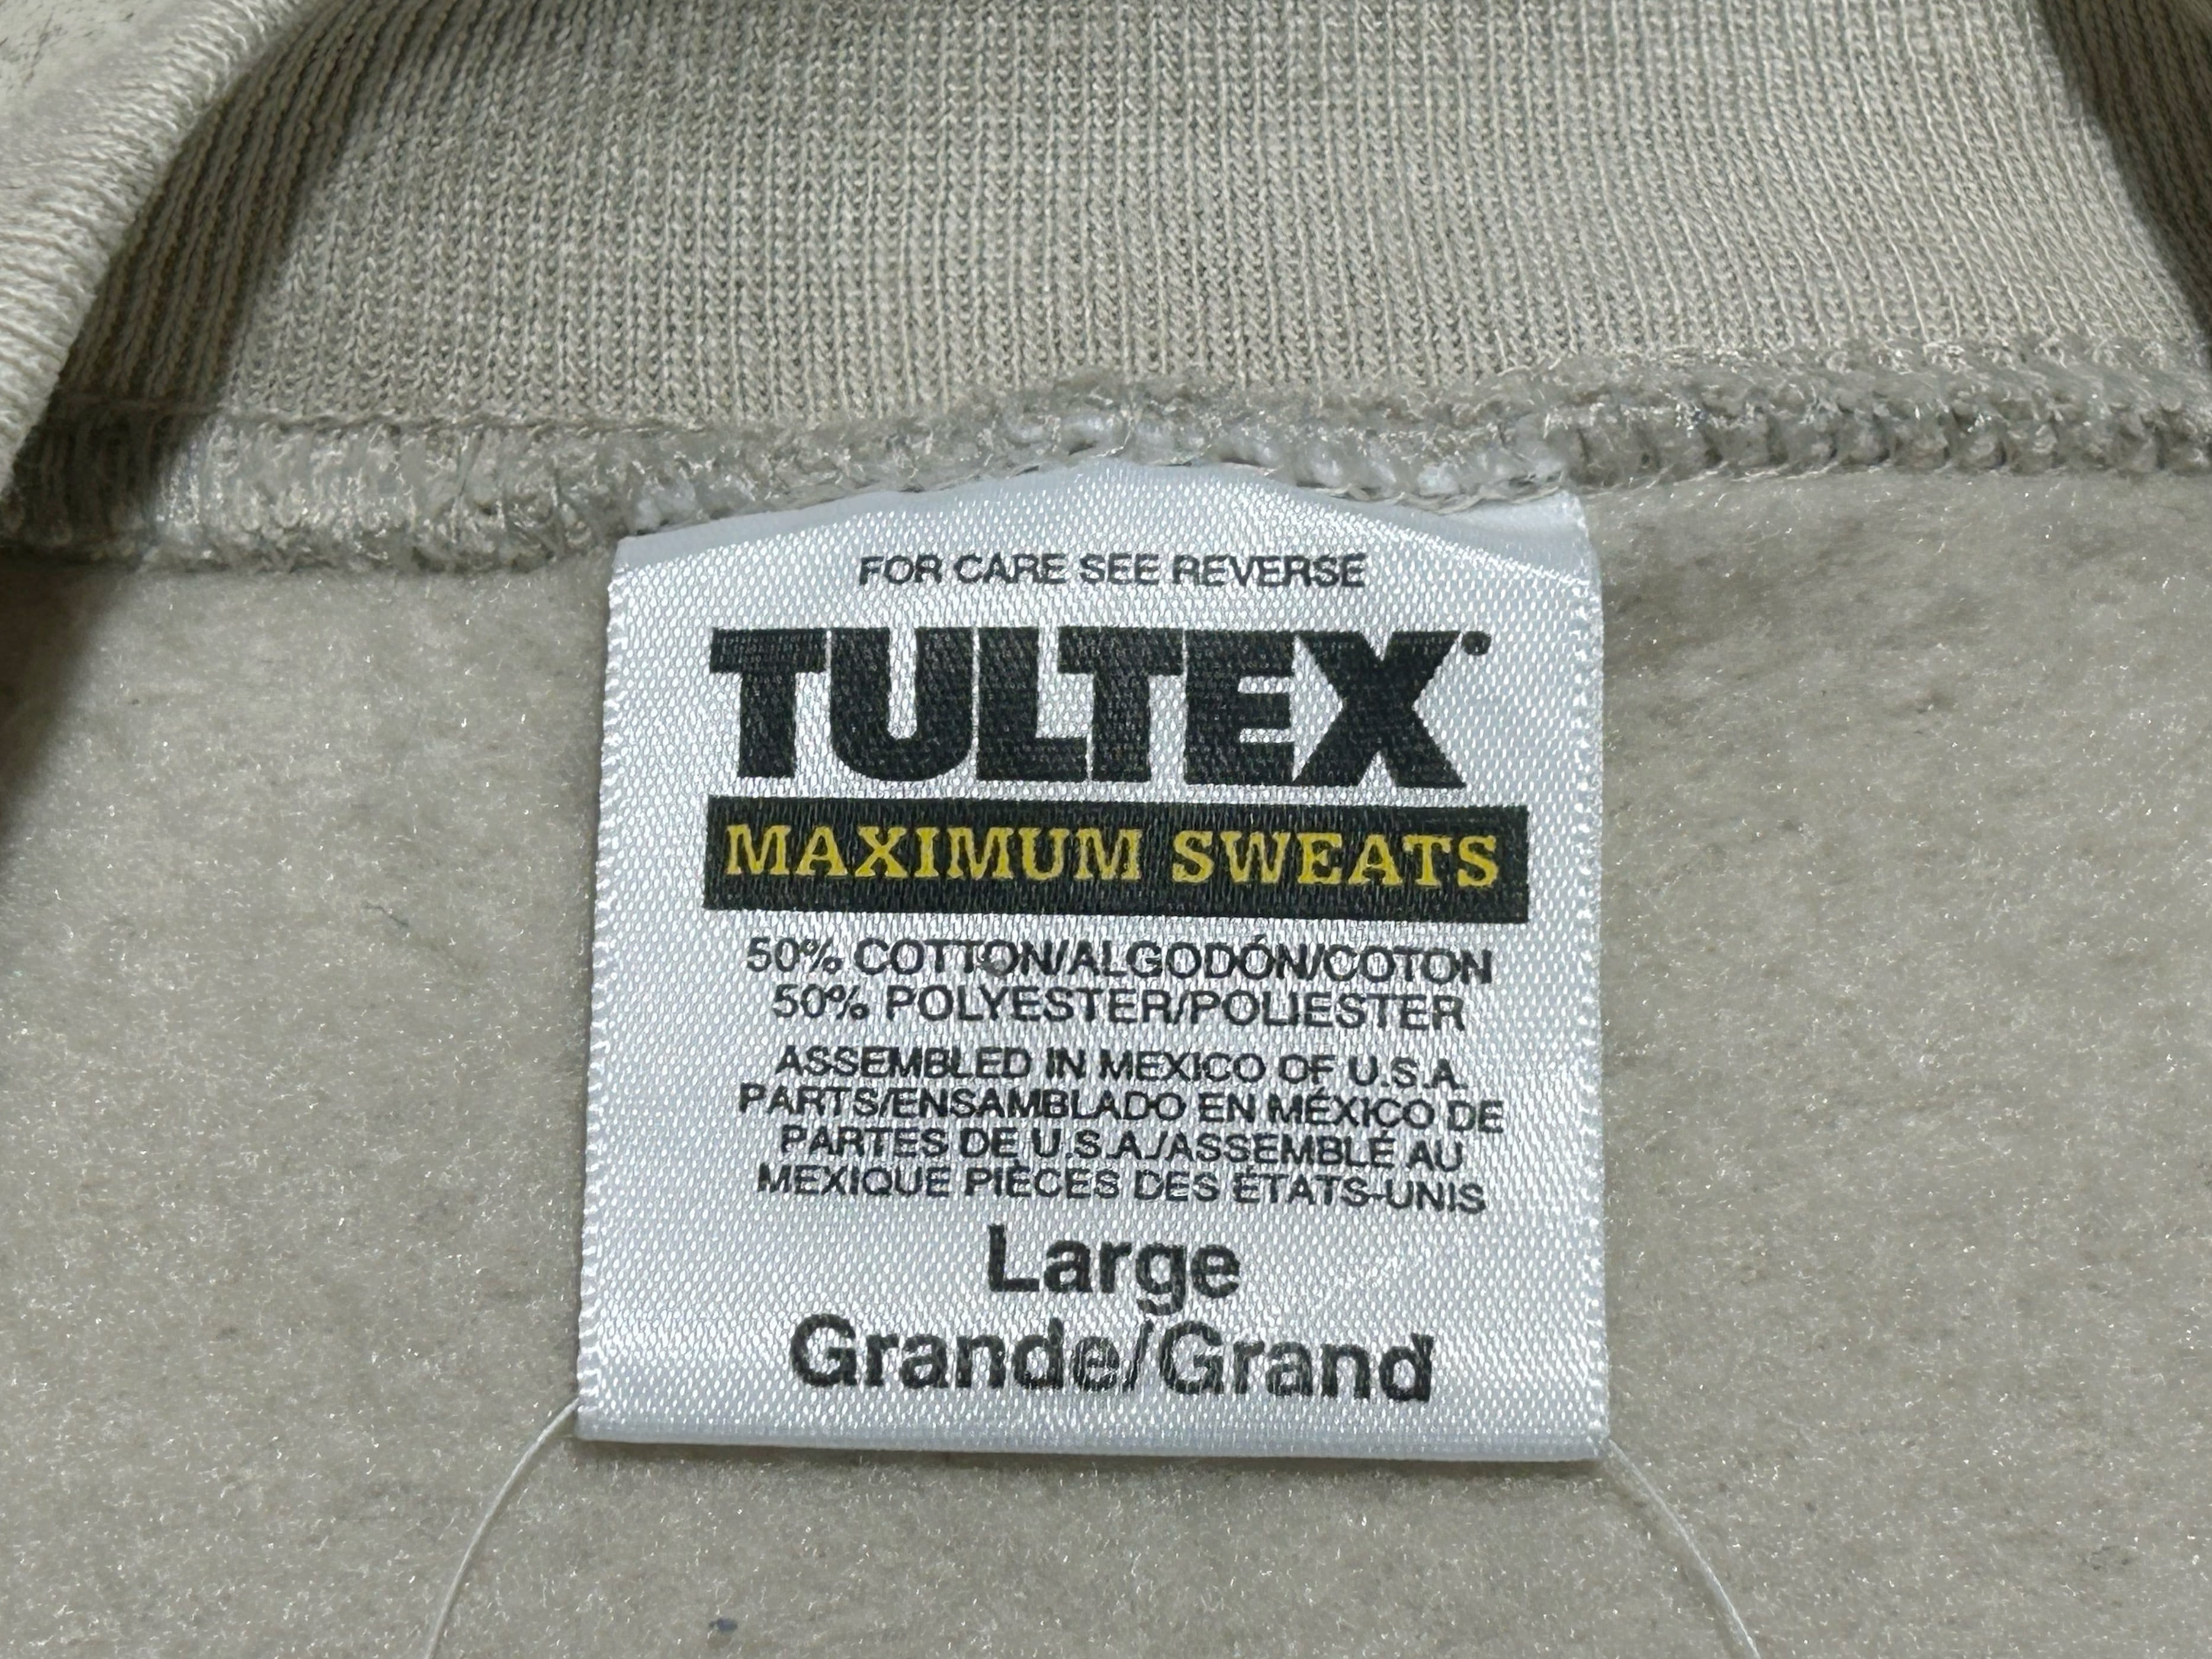 FOR CARE SEE REVERSE
TULTEX®
MAXIMUM SWEATS
50% COTTON/ALGODÓN/COTON
50% POLYESTER/POLIESTER
ASSEMBLED IN MEXICO OF U.S.A.
PARTS/ENSAMBLADO EN MÉXICO DE
PARTES DE U.S.A./ASSEMBLÉ AU
MEXIQUE PIÈCES DES ÉTATS-UNIS
Large
Grande/Grand